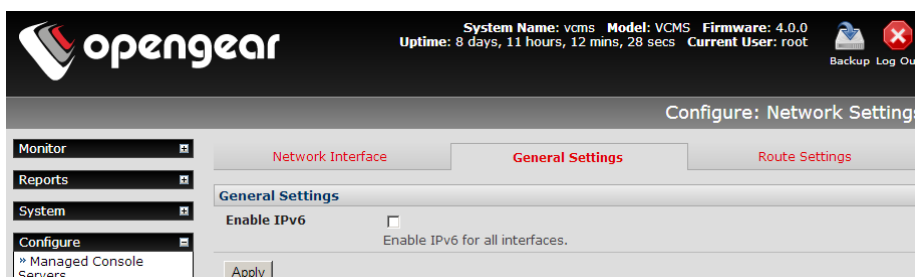 opengear
System Name: vcms Model: VCMS Firmware: 4.0.0
Uptime: 8 days, 11 hours, 12 mins, 28 secs Current User: root
Backup Log Ou
Configure: Network Settings
Monitor
Network Interface
General Settings
Route Settings
Reports
General Settings
System
Enable IPv6
Enable IPv6 for all interfaces.
Configure
» Managed Console
Servers
Apply